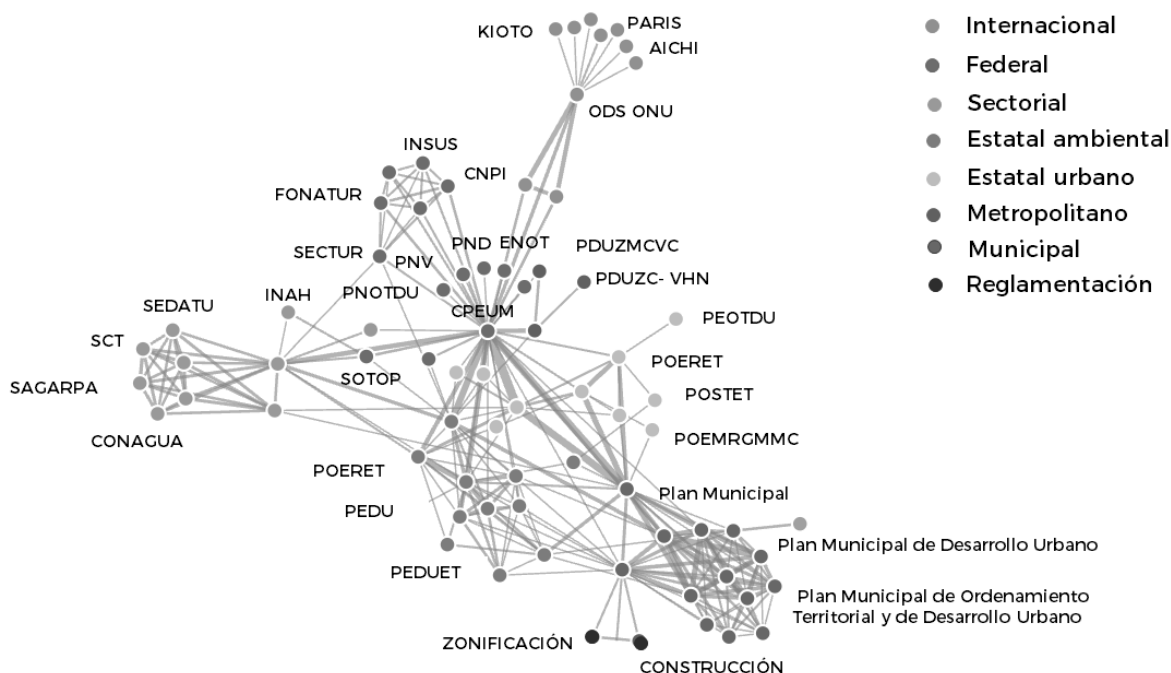 KIOTO
PARIS
AICHI
ODS ONU
INSUS
CNPI
FONATUR
SECTUR
PNV
PND
ENOT
PDUZMCVC
PDUZC- VHN
PNOTDU
CPEUM
INAH
SEDATU
SCT
SAGARPA
CONAGUA
SOTOP
PEOTDU
POERET
POSTET
POEMRGMMC
POERET
PEDU
PEDUET
Plan Municipal
Plan Municipal de Desarrollo Urbano
Plan Municipal de Ordenamiento
Territorial y de Desarrollo Urbano
ZONIFICACIÓN
CONSTRUCCIÓN
Internacional
Federal
Sectorial
Estatal ambiental
Estatal urbano
Metropolitano
Municipal
Reglamentación